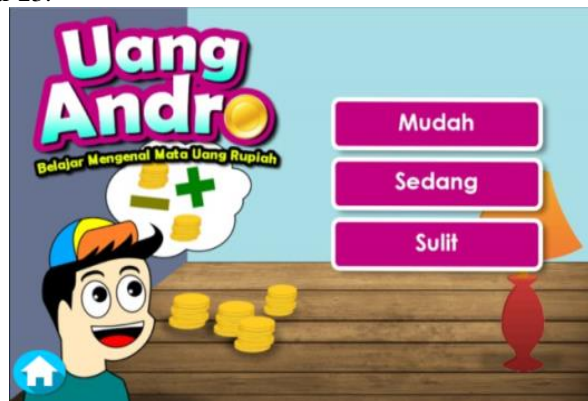 Uang
Andro
Belajar Mengenal Mata Uang Rupiah
Mudah
Sedang
Sulit